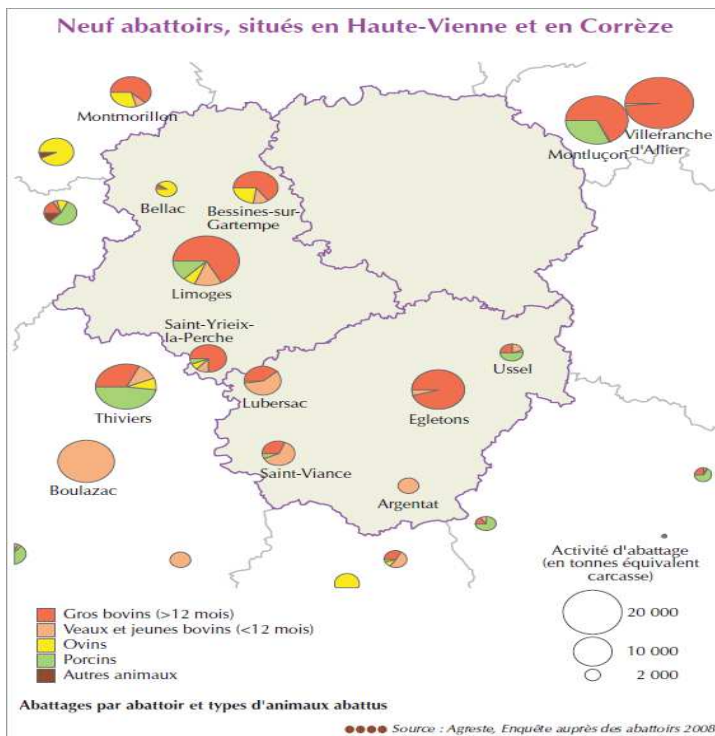 Neuf abattoirs, situés en Haute-Vienne et en Corrèze
Montmorillon
Villefranche
-d'Allier
Montluçon
Bellac
Bessines-sur-
Gartempe
Limoges
Saint-Yrieix-
la-Perche
Ussel
Thiviers
Lubersac
Egletons
Saint-Viance
Boulazac
Argentat
Activité d'abattage
(en tonnes équivalent
carcasse)
20 000
10 000
2 000
Gros bovins (>12 mois)
Veaux et jeunes bovins (<12 mois)
Ovins
Porcins
Autres animaux
Abattages par abattoir et types d'animaux abattus
Source : Agreste, Enquête auprès des abattoirs 2008